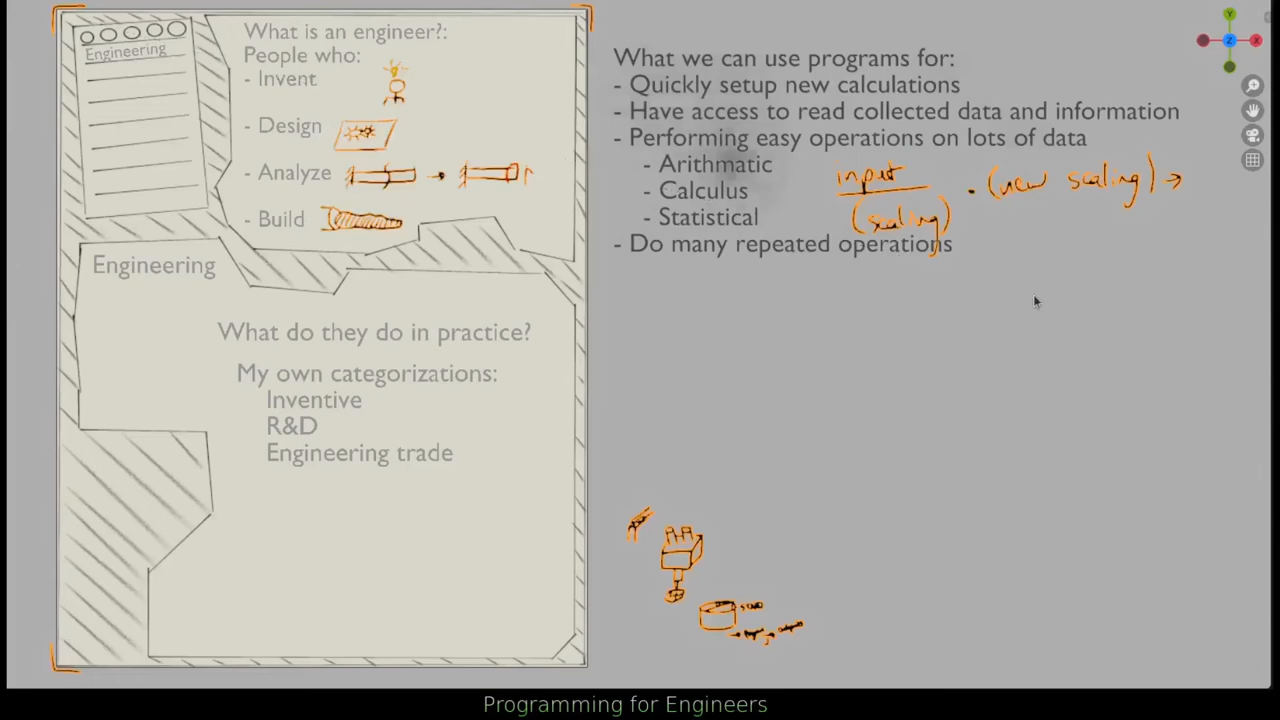 Engineering
What is an engineer?:
People who:
- Invent
- Design
- Analyze
- Build
Engineering
What do they do in practice?
My own categorizations:
Inventive
R&D
Engineering trade
What we can use programs for:
- Quickly setup new calculations
- Have access to read collected data and information
- Performing easy operations on lots of data
- Arithmatic
- Calculus
- Statistical
- Do many repeated operations
input
(scaling) · (new scaling) →
Y
Z X
Programming for Engineers